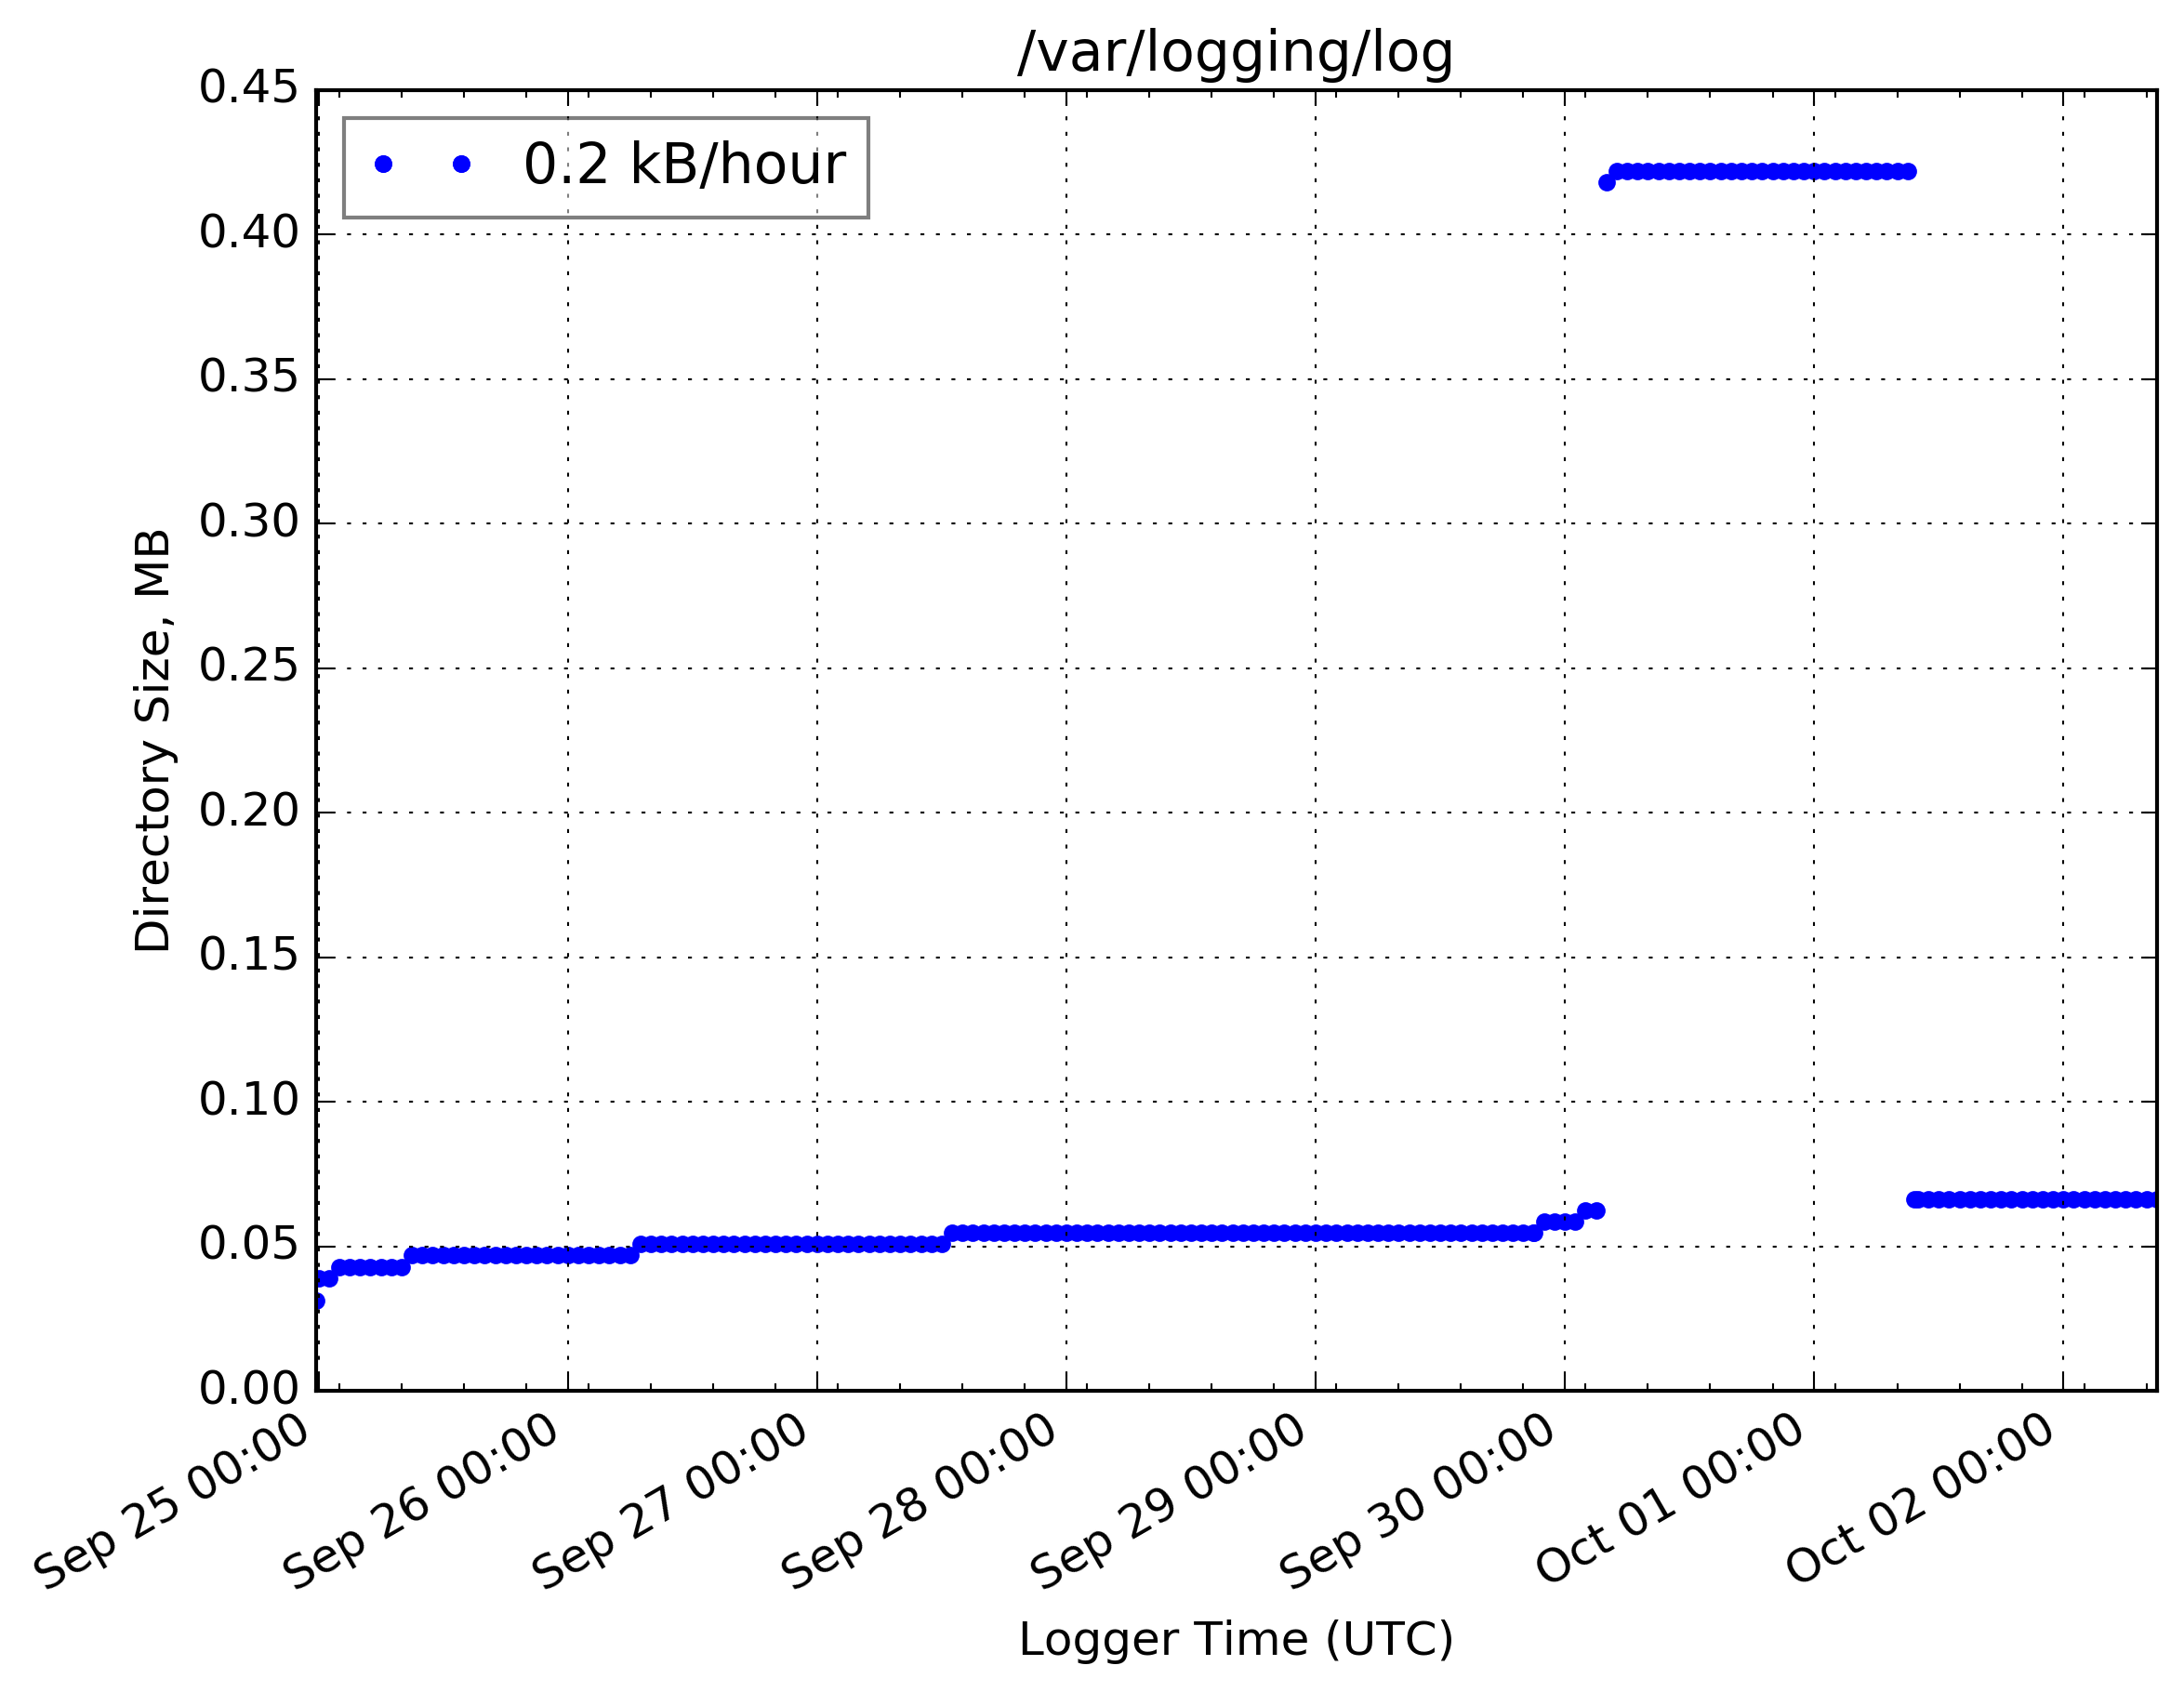 /var/logging/log
0.2 kB/hour
0.45
0.40
0.35
0.30
0.25
0.20
0.15
0.10
0.05
0.00
Directory Size, MB
Sep 25 00:00
Sep 26 00:00
Sep 27 00:00
Sep 28 00:00
Sep 29 00:00
Sep 30 00:00
Oct 01 00:00
Oct 02 00:00
Logger Time (UTC)